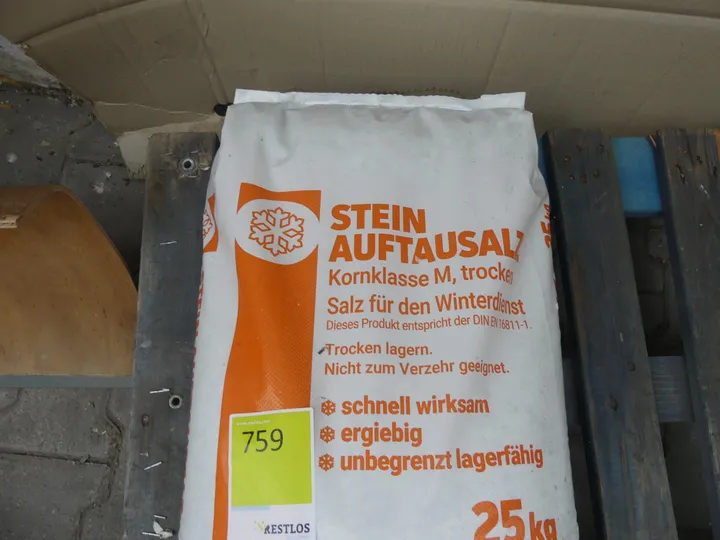 STEIN
AUFTAUSALZ
Kornklasse M, trocken
Salz für den Winterdienst
Dieses Produkt entspricht der DIN EN 16811-1.
Trocken lagern.
Nicht zum Verzehr geeignet.
schnell wirksam
ergiebig
unbegrenzt lagerfähig
25 kg
759
RESTLOS